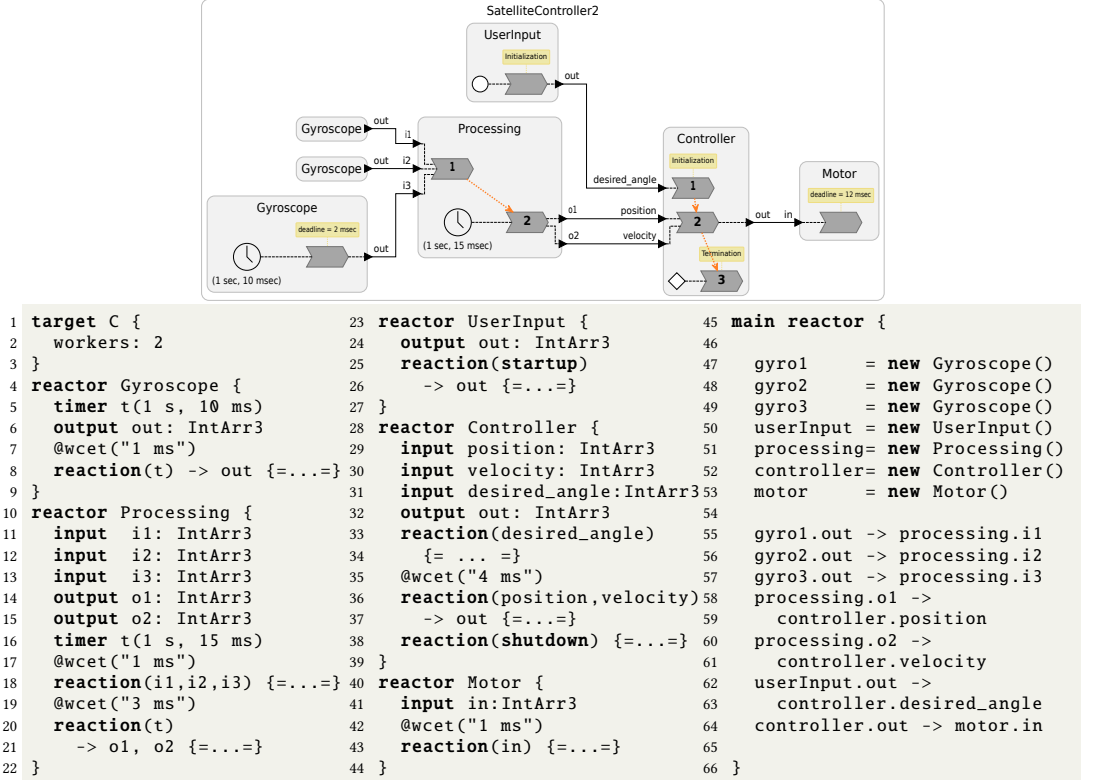 SatelliteController2
UserInput
Initialization
out
Gyroscope
out
i1
Gyroscope
out
i2
i3
Gyroscope
deadline = 2 msec
(1 sec, 10 msec)
out
Processing
1
2
(1 sec, 15 msec)
o1
o2
desired_angle
position
velocity
Controller
Initialization
1
2
Termination
3
out
in
Motor
deadline = 12 msec
1 target C {
2 workers: 2
3 }
4 reactor Gyroscope {
5 timer t(1 s, 10 ms)
6 output out: IntArr3
7 @wcet("1 ms")
8 reaction(t) -> out {=...=}
9 }
10 reactor Processing {
11 input i1: IntArr3
12 input i2: IntArr3
13 input i3: IntArr3
14 output o1: IntArr3
15 output o2: IntArr3
16 timer t(1 s, 15 ms)
17 @wcet("1 ms")
18 reaction(i1,i2,i3) {=...=}
19 @wcet("3 ms")
20 reaction(t)
21 -> o1, o2 {=...=}
22 }
23 reactor UserInput {
24 output out: IntArr3
25 reaction(startup)
26 -> out {=...=}
27 }
28 reactor Controller {
29 input position: IntArr3
30 input velocity: IntArr3
31 input desired_angle:IntArr3
32 output out: IntArr3
33 reaction(desired_angle)
34 {= ... =}
35 @wcet("4 ms")
36 reaction(position,velocity)
37 -> out {=...=}
38 reaction(shutdown) {=...=}
39 }
40 reactor Motor {
41 input in:IntArr3
42 @wcet("1 ms")
43 reaction(in) {=...=}
44 }
45 main reactor {
46
47 gyro1 = new Gyroscope()
48 gyro2 = new Gyroscope()
49 gyro3 = new Gyroscope()
50 userInput = new UserInput()
51 processing= new Processing()
52 controller= new Controller()
53 motor = new Motor()
54
55 gyro1.out -> processing.i1
56 gyro2.out -> processing.i2
57 gyro3.out -> processing.i3
58 processing.o1 ->
59 controller.position
60 processing.o2 ->
61 controller.velocity
62 userInput.out ->
63 controller.desired_angle
64 controller.out -> motor.in
65
66 }